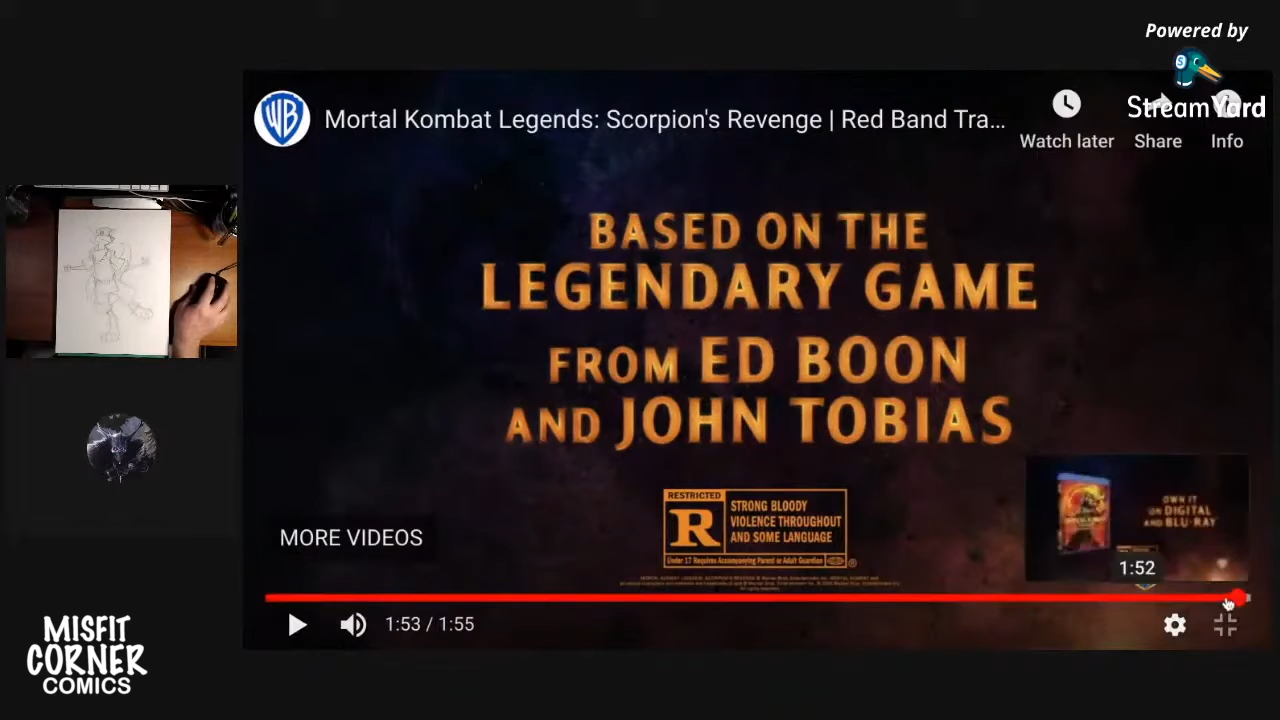 Powered by
S
StreamYard
WB
Mortal Kombat Legends: Scorpion's Revenge | Red Band Tra...
Watch later
Share
Info
BASED ON THE
LEGENDARY GAME
FROM ED BOON
AND JOHN TOBIAS
RESTRICTED
R
STRONG BLOODY
VIOLENCE THROUGHOUT
AND SOME LANGUAGE
Under 17 Requires Accompanying Parent or Adult Guardian
OWN IT
ON DIGITAL
AND BLU-RAY
1:52
MORE VIDEOS
1:53 / 1:55
MISFIT
CORNER
COMICS